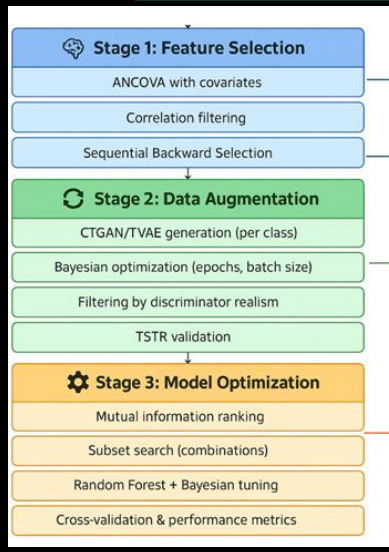 Stage 1: Feature Selection
ANCOVA with covariates
Correlation filtering
Sequential Backward Selection
Stage 2: Data Augmentation
CTGAN/TVAE generation (per class)
Bayesian optimization (epochs, batch size)
Filtering by discriminator realism
TSTR validation
Stage 3: Model Optimization
Mutual information ranking
Subset search (combinations)
Random Forest + Bayesian tuning
Cross-validation & performance metrics